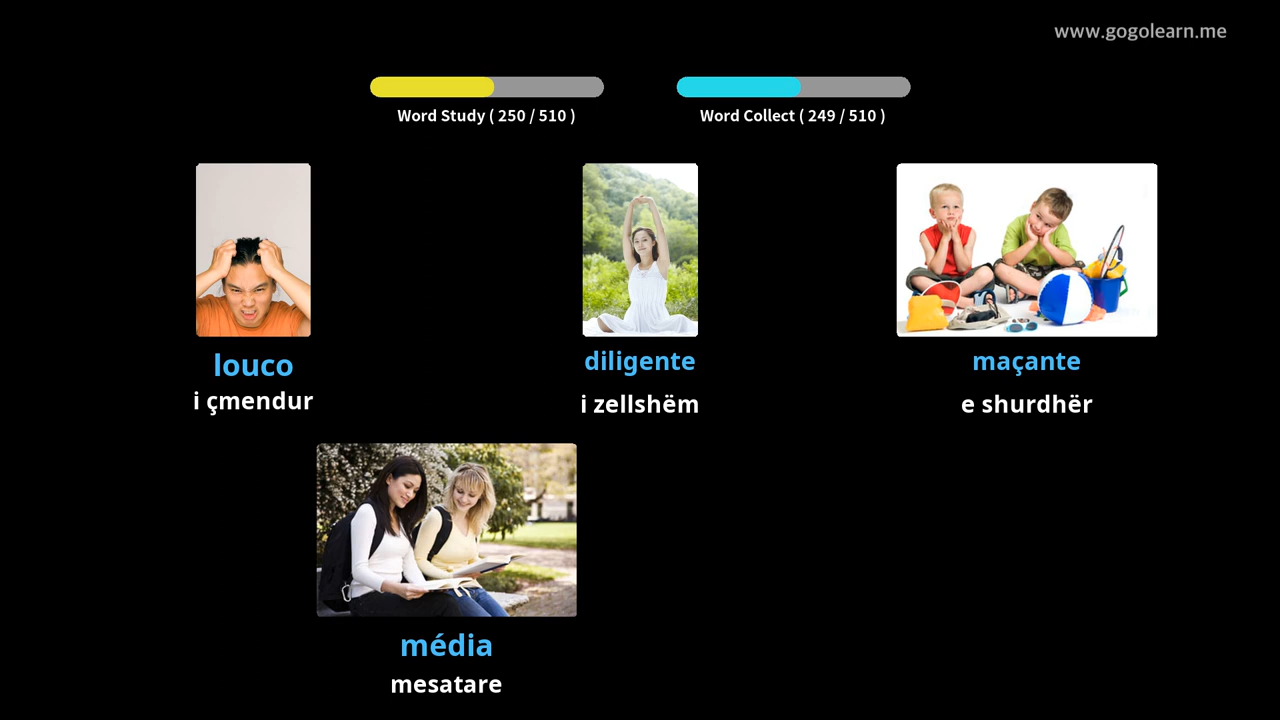 www.gogolearn.me
Word Study ( 250 / 510 )
Word Collect ( 249 / 510 )
louco
i çmendur
diligente
i zellshëm
maçante
e shurdhër
média
mesatare